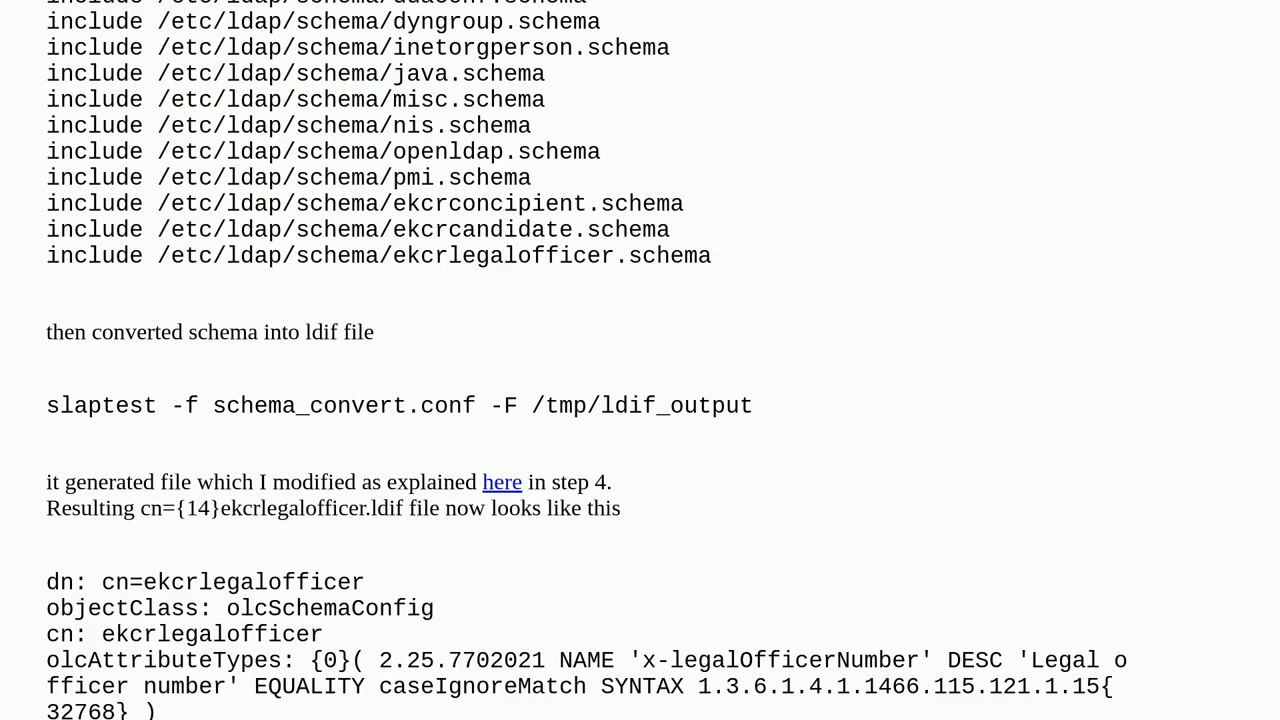 include /etc/ldap/schema/duaconf.schema
include /etc/ldap/schema/dyngroup.schema
include /etc/ldap/schema/inetorgperson.schema
include /etc/ldap/schema/java.schema
include /etc/ldap/schema/misc.schema
include /etc/ldap/schema/nis.schema
include /etc/ldap/schema/openldap.schema
include /etc/ldap/schema/pmi.schema
include /etc/ldap/schema/ekcrconcipient.schema
include /etc/ldap/schema/ekcrcandidate.schema
include /etc/ldap/schema/ekcrlegalofficer.schema
then converted schema into ldif file
slaptest -f schema_convert.conf -F /tmp/ldif_output
it generated file which I modified as explained here in step 4.
Resulting cn={14}ekcrlegalofficer.ldif file now looks like this
dn: cn=ekcrlegalofficer
objectClass: olcSchemaConfig
cn: ekcrlegalofficer
olcAttributeTypes: {0}( 2.25.7702021 NAME 'x-legalOfficerNumber' DESC 'Legal o
fficer number' EQUALITY caseIgnoreMatch SYNTAX 1.3.6.1.4.1.1466.115.121.1.15{
32768} )